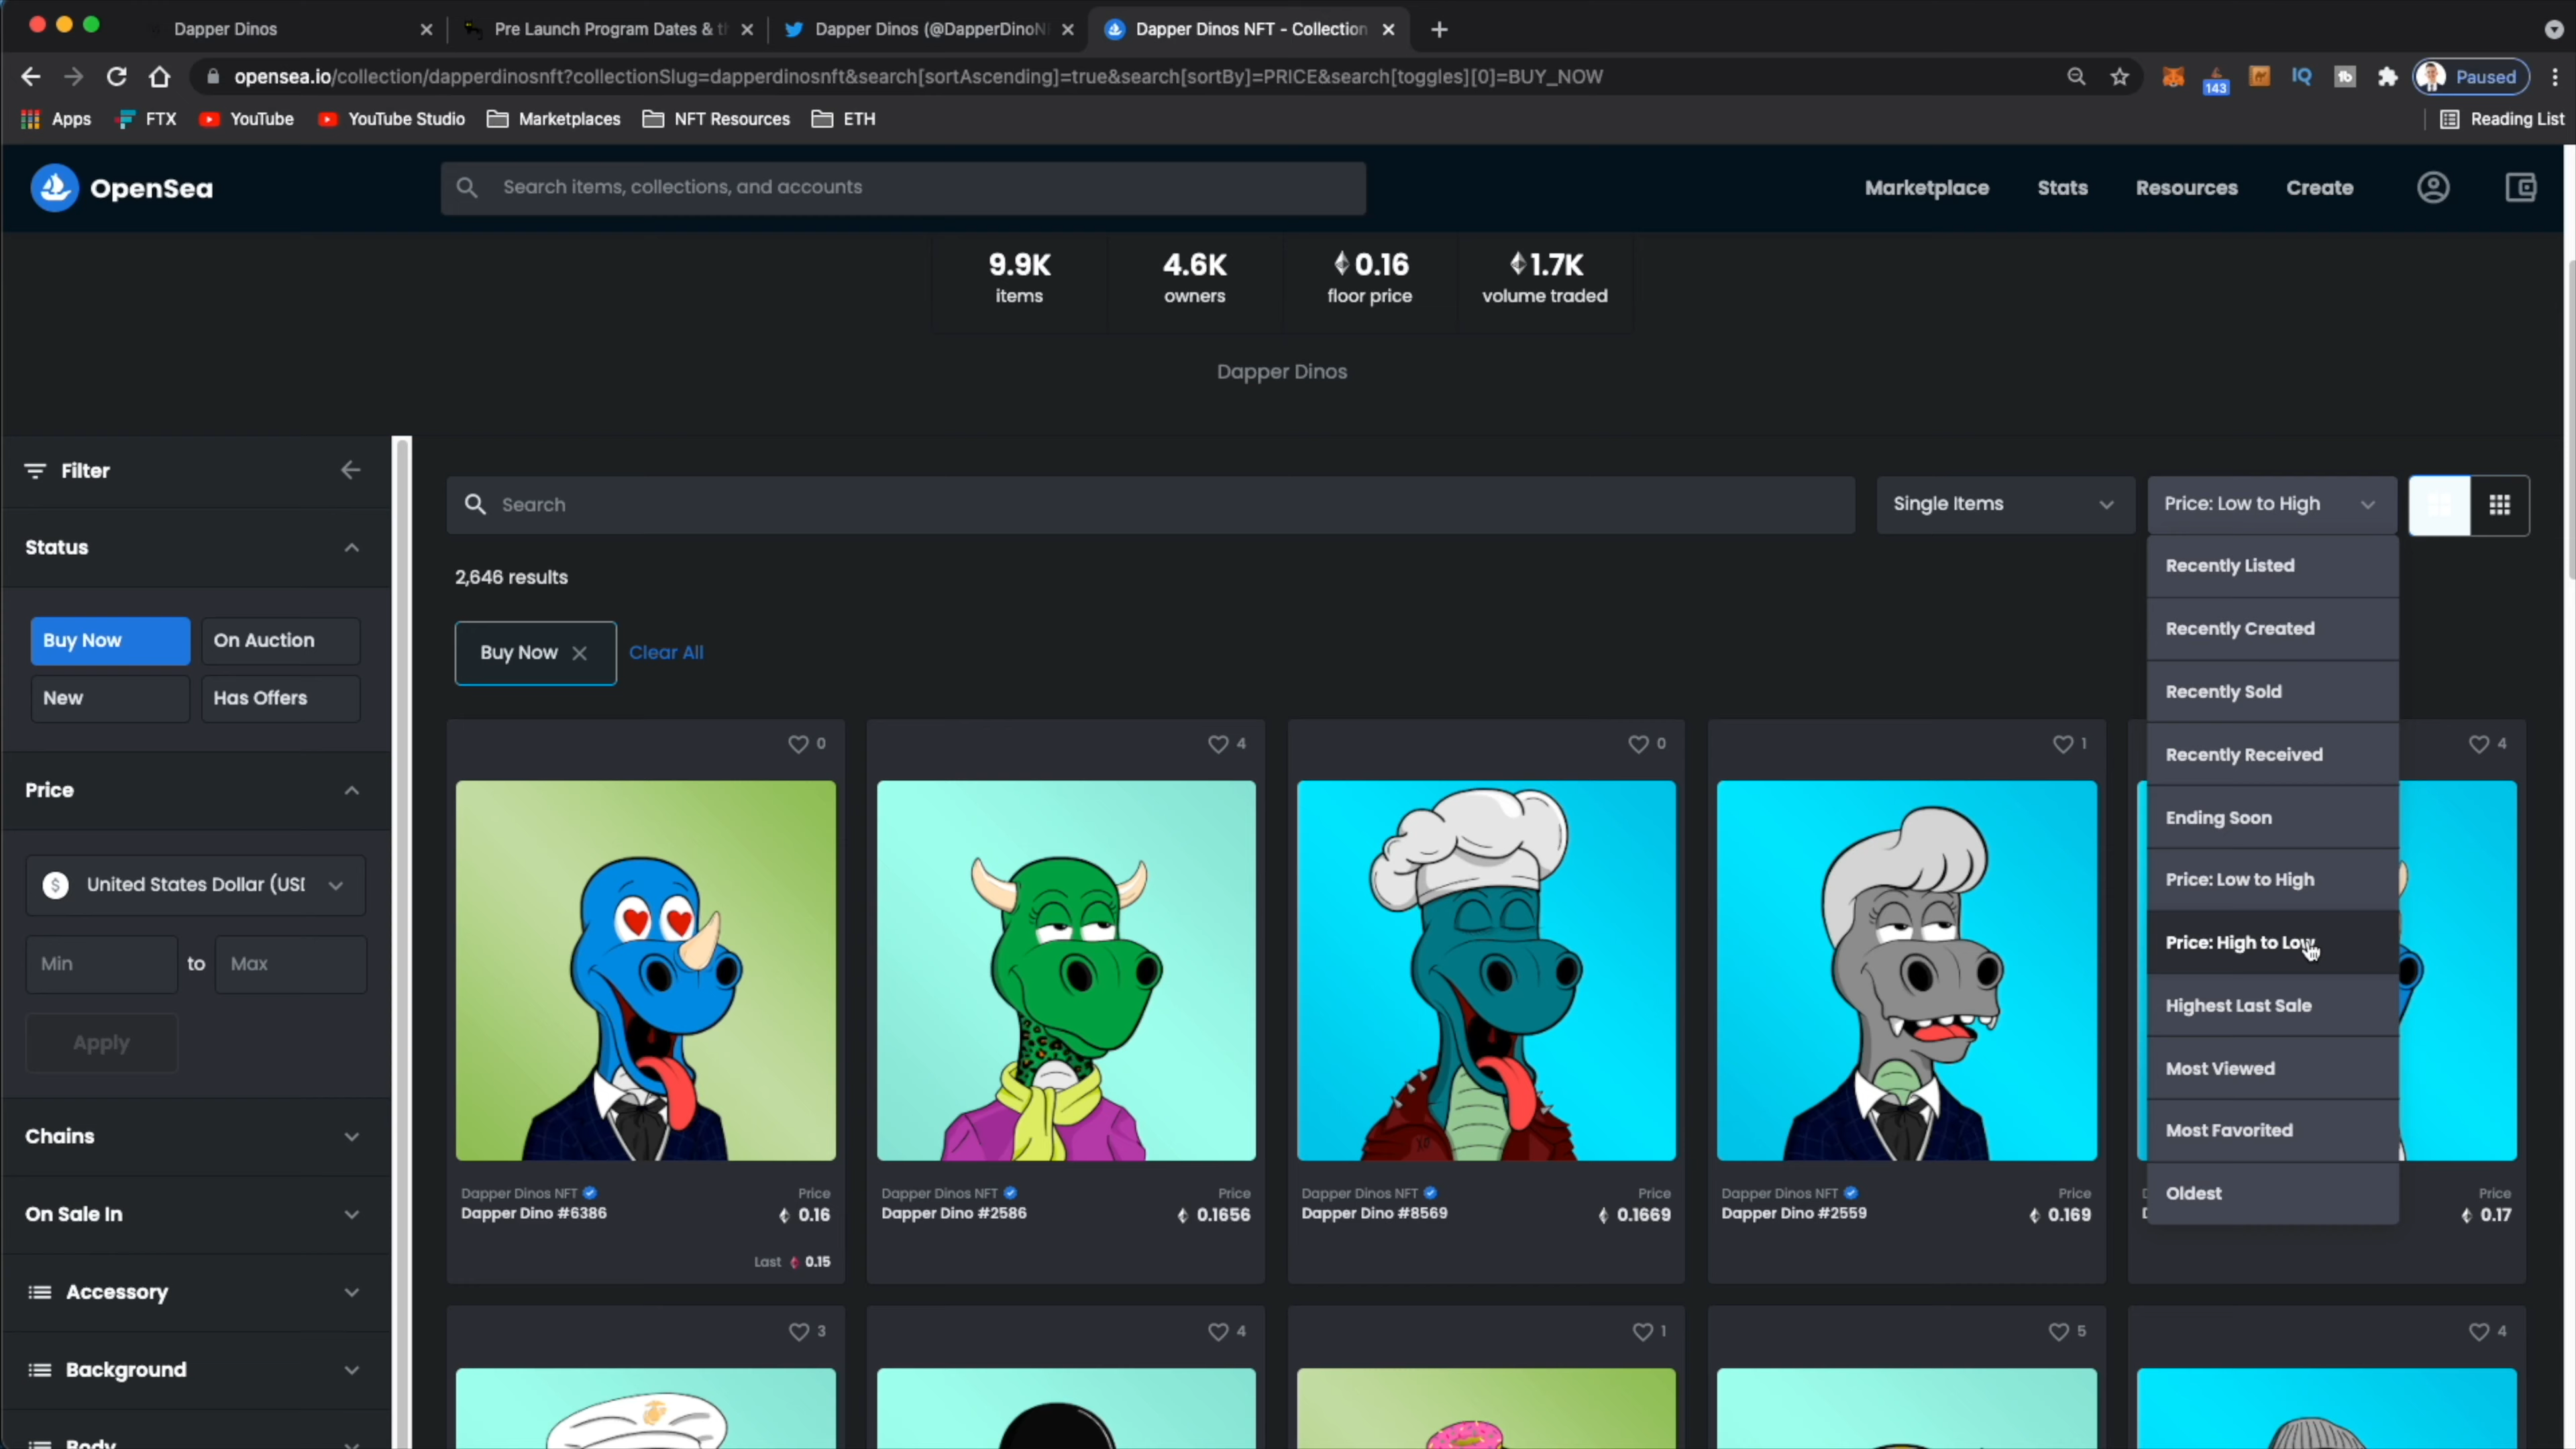 Dapper Dinos
Pre Launch Program Dates & t
Dapper Dinos (@DapperDinoN
Dapper Dinos NFT - Collection
opensea.io/collection/dapperdinosnft?collectionSlug=dapperdinosnft&search[sortAscending]=true&search[sortBy]=PRICE&search[toggles][0]=BUY_NOW
143
IQ
tb
Paused
Apps
FTX
YouTube
YouTube Studio
Marketplaces
NFT Resources
ETH
Reading List
OpenSea
Search items, collections, and accounts
Marketplace
Stats
Resources
Create
9.9K
items
4.6K
owners
0.16
floor price
1.7K
volume traded
Dapper Dinos
Filter
Status
Buy Now
On Auction
New
Has Offers
Price
$ United States Dollar (USD
Min
to
Max
Apply
Chains
On Sale In
Accessory
Background
Body
Search
Single Items
Price: Low to High
2,646 results
Buy Now
Clear All
Recently Listed
Recently Created
Recently Sold
Recently Received
Ending Soon
Price: Low to High
Price: High to Low
Highest Last Sale
Most Viewed
Most Favorited
Oldest
0
4
0
1
4
Dapper Dinos NFT
Price
Dapper Dino #6386
0.16
Last 0.15
Dapper Dinos NFT
Price
Dapper Dino #2586
0.1656
Dapper Dinos NFT
Price
Dapper Dino #8569
0.1669
Dapper Dinos NFT
Price
Dapper Dino #2559
0.169
Price
0.17
3
4
1
5
4